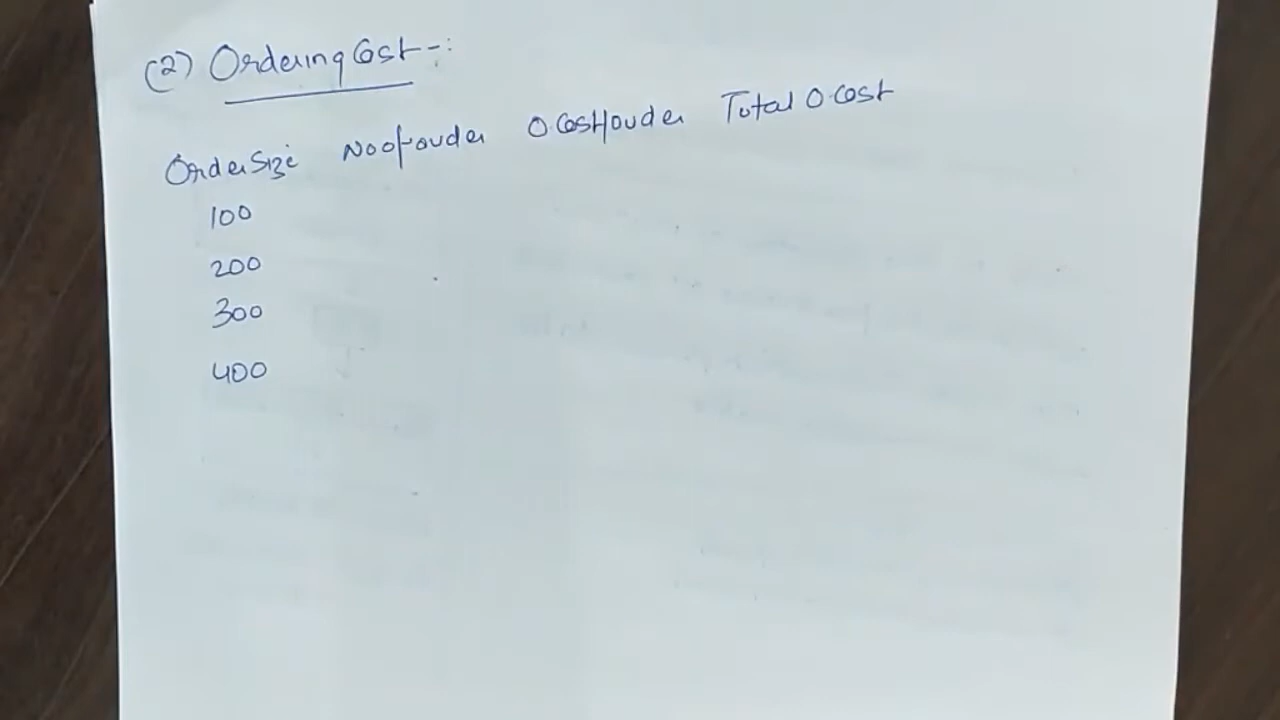 (2) Ordering Cost -:
Order Size No of order O Cost/order Total O.Cost
100
200
300
400